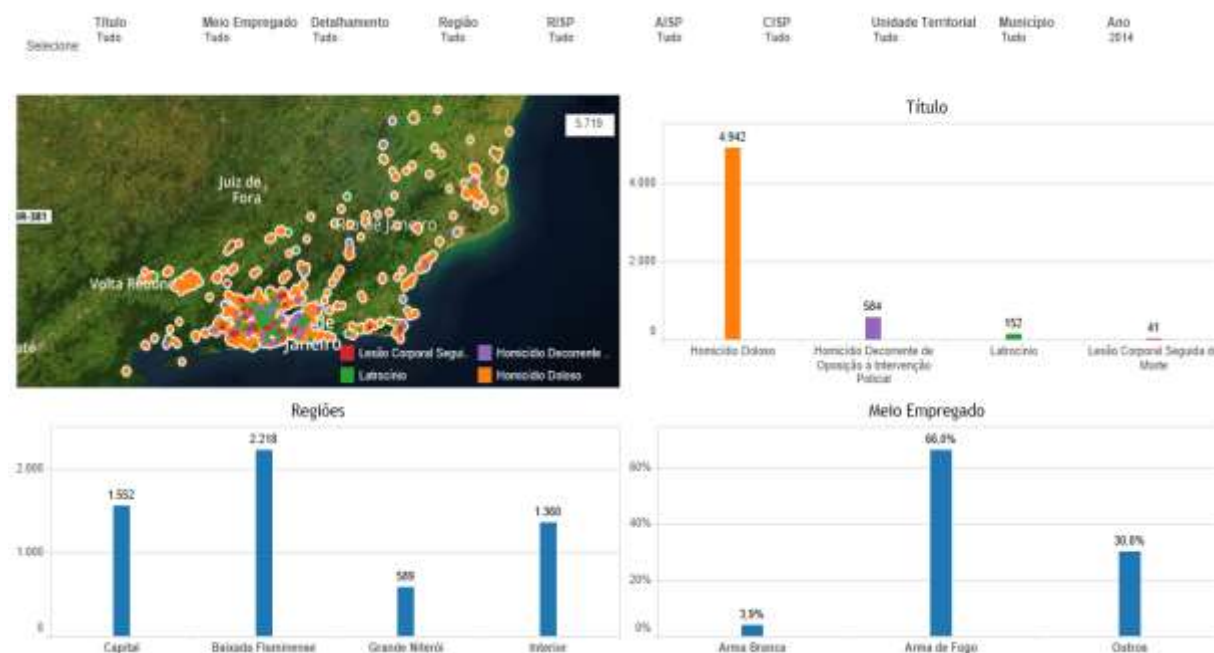 Título Meio Empregado Detalhamento Região RISP AISP CISP Unidade Territorial Município Ano
Selecione Tudo Tudo Tudo Tudo Tudo Tudo Tudo Tudo Tudo 2014
5.719
Juiz de
Fora
BR-381
Rio de Janeiro
Volta Redon
de
Janeiro
Lesão Corporal Segui... Homicídio Decorrente ...
Latrocínio Homicídio Doloso
Título
4.942
4.000
2.000
584
152
41
0
Homicídio Doloso Homicídio Decorrente de Latrocínio Lesão Corporal Seguida d
Oposição à Intervenção Morte
Policial
Regiões
2.218
2.000
1.552
1.360
1.000
589
0
Capital Baixada Fluminense Grande Niterói Interior
Meio Empregado
66,0%
60%
40%
20%
3,9%
0%
Arma Branca Arma de Fogo Outros